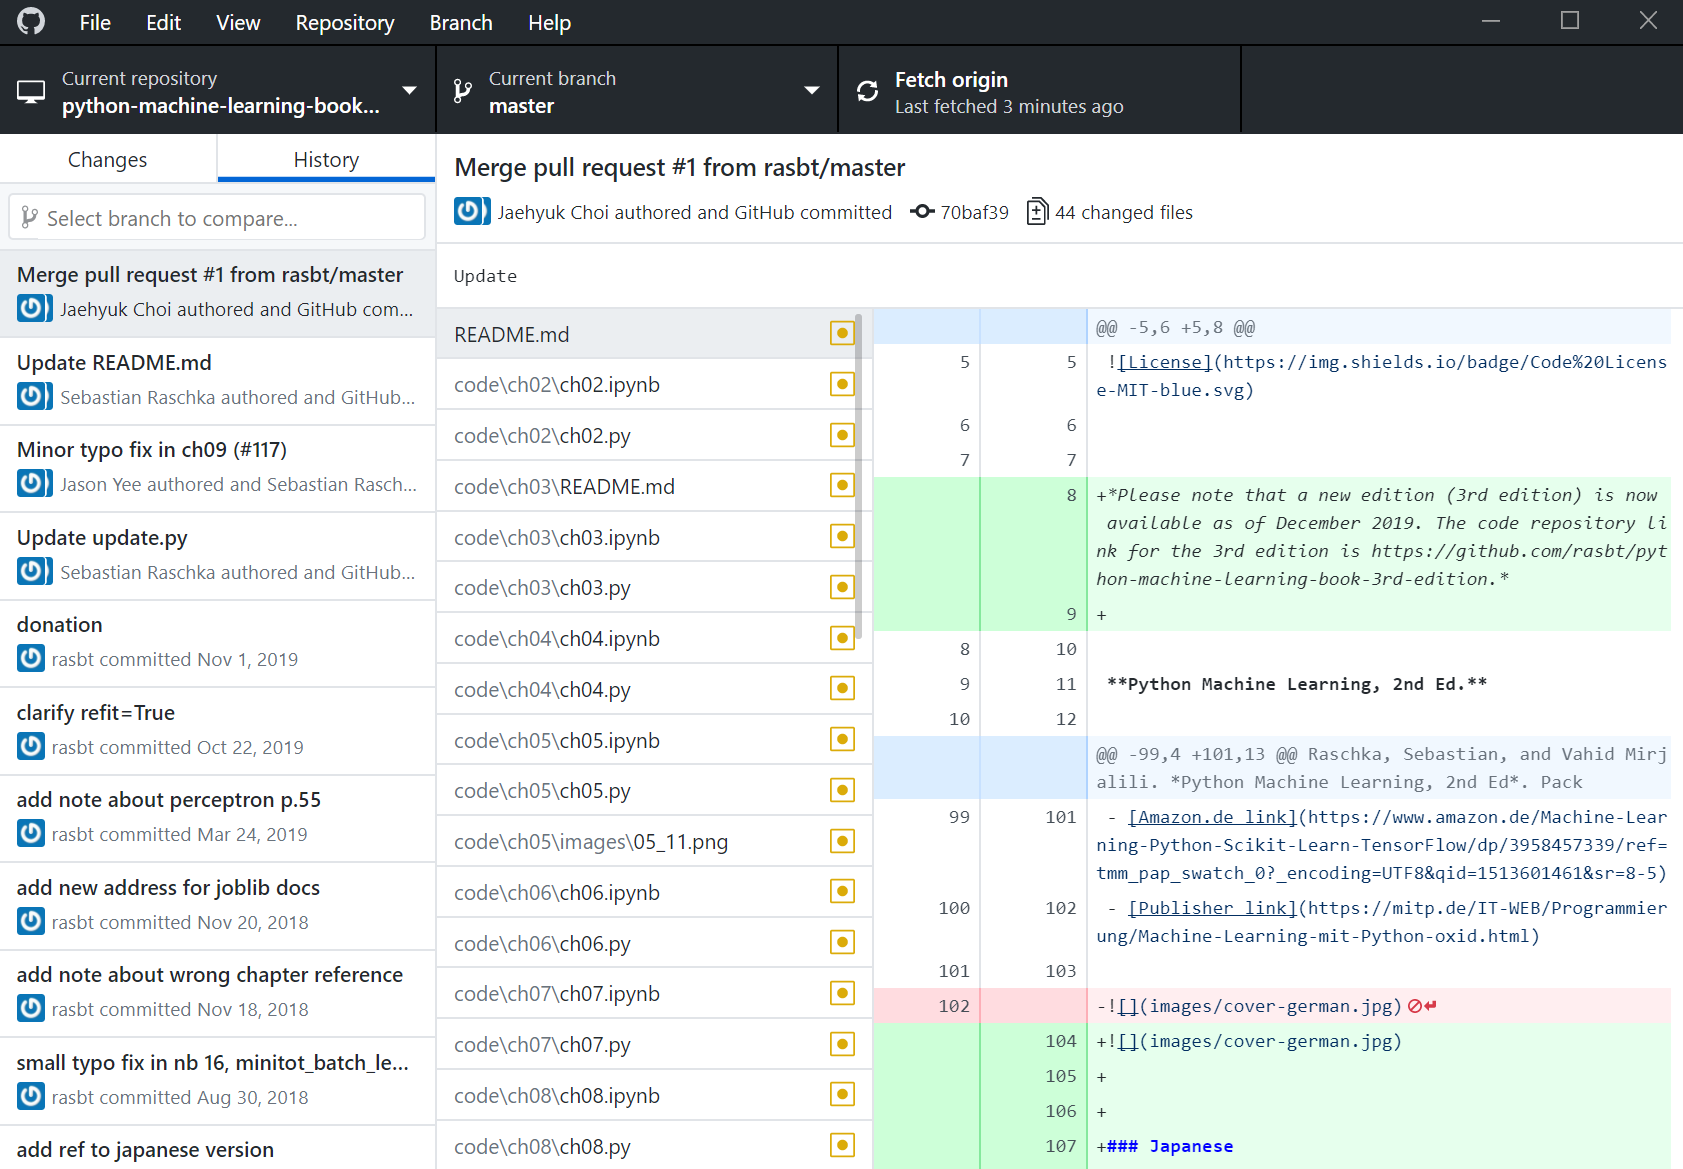 File Edit View Repository Branch Help
Current repository
python-machine-learning-book...
Current branch
master
Fetch origin
Last fetched 3 minutes ago
Changes
History
Select branch to compare...
Merge pull request #1 from rasbt/master
Jaehyuk Choi authored and GitHub com...
Update README.md
Sebastian Raschka authored and GitHub...
Minor typo fix in ch09 (#117)
Jason Yee authored and Sebastian Rasch...
Update update.py
Sebastian Raschka authored and GitHub...
donation
rasbt committed Nov 1, 2019
clarify refit=True
rasbt committed Oct 22, 2019
add note about perceptron p.55
rasbt committed Mar 24, 2019
add new address for joblib docs
rasbt committed Nov 20, 2018
add note about wrong chapter reference
rasbt committed Nov 18, 2018
small typo fix in nb 16, minitot_batch_le...
rasbt committed Aug 30, 2018
add ref to japanese version
Merge pull request #1 from rasbt/master
Jaehyuk Choi authored and GitHub committed 70baf39 44 changed files
Update
README.md
code\ch02\ch02.ipynb
code\ch02\ch02.py
code\ch03\README.md
code\ch03\ch03.ipynb
code\ch03\ch03.py
code\ch04\ch04.ipynb
code\ch04\ch04.py
code\ch05\ch05.ipynb
code\ch05\ch05.py
code\ch05\images\05_11.png
code\ch06\ch06.ipynb
code\ch06\ch06.py
code\ch07\ch07.ipynb
code\ch07\ch07.py
code\ch08\ch08.ipynb
code\ch08\ch08.py
@@ -5,6 +5,8 @@
5 5 ![License](https://img.shields.io/badge/Code%20Licens
e-MIT-blue.svg)
6 6
7 7
8 +*Please note that a new edition (3rd edition) is now
available as of December 2019. The code repository li
nk for the 3rd edition is https://github.com/rasbt/pyt
hon-machine-learning-book-3rd-edition.*
9 +
8 10
9 11 **Python Machine Learning, 2nd Ed.**
10 12
@@ -99,4 +101,13 @@ Raschka, Sebastian, and Vahid Mirj
alili. *Python Machine Learning, 2nd Ed*. Pack
99 101 - [Amazon.de link](https://www.amazon.de/Machine-Lear
ning-Python-Scikit-Learn-TensorFlow/dp/3958457339/ref=
tmm_pap_swatch_0?_encoding=UTF8&qid=1513601461&sr=8-5)
100 102 - [Publisher link](https://mitp.de/IT-WEB/Programmier
ung/Machine-Learning-mit-Python-oxid.html)
101 103
102 -![](images/cover-german.jpg)
104 +![](images/cover-german.jpg)
105 +
106 +
107 +### Japanese